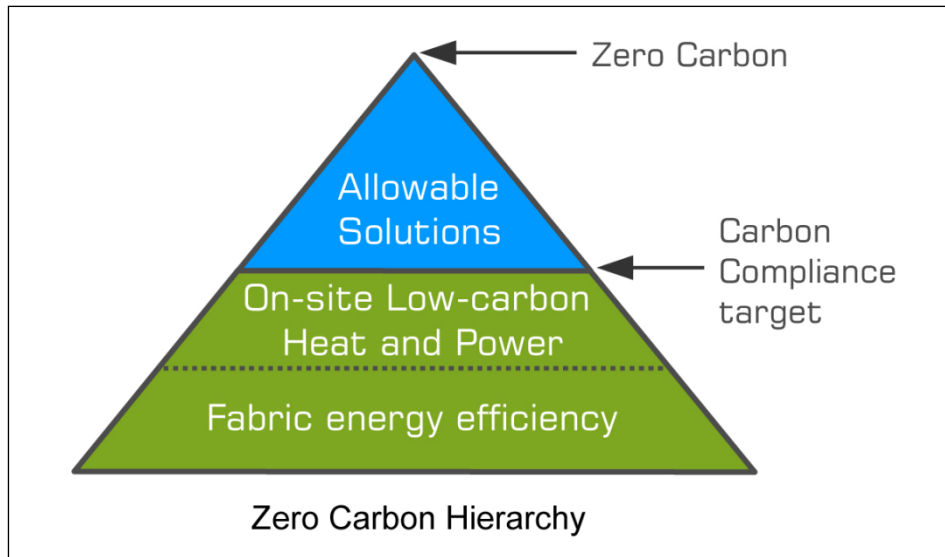 Zero Carbon
Allowable
Solutions
Carbon
Compliance
target
On-site Low-carbon
Heat and Power
Fabric energy efficiency
Zero Carbon Hierarchy